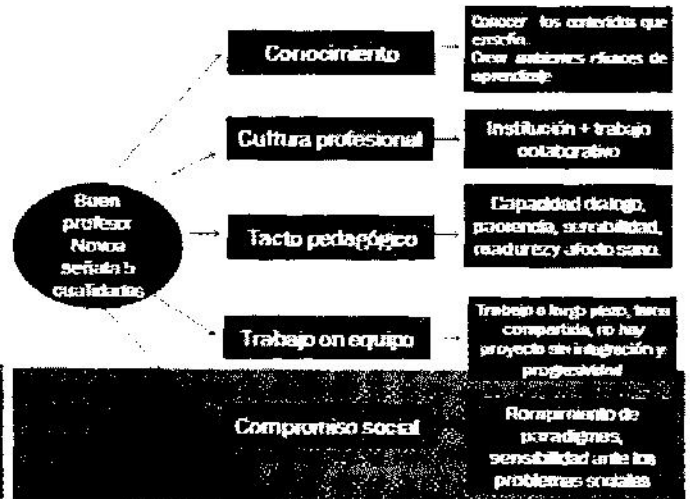 Buen
profesor
Novoa
señala 5
cualidades
Conocimiento
Conocer los contenidos que
enseña.
Crear ambientes eficaces de
aprendizaje
Cultura profesional
Institución + trabajo
colaborativo
Tacto pedagógico
Capacidad dialogo,
paciencia, sensibilidad,
madurez y afecto sano.
Trabajo en equipo
Trabajo a largo plazo, tarea
compartida, no hay
proyecto sin integración y
progresividad
Compromiso social
Rompimiento de
paradigmas,
sensibilidad ante los
problemas sociales